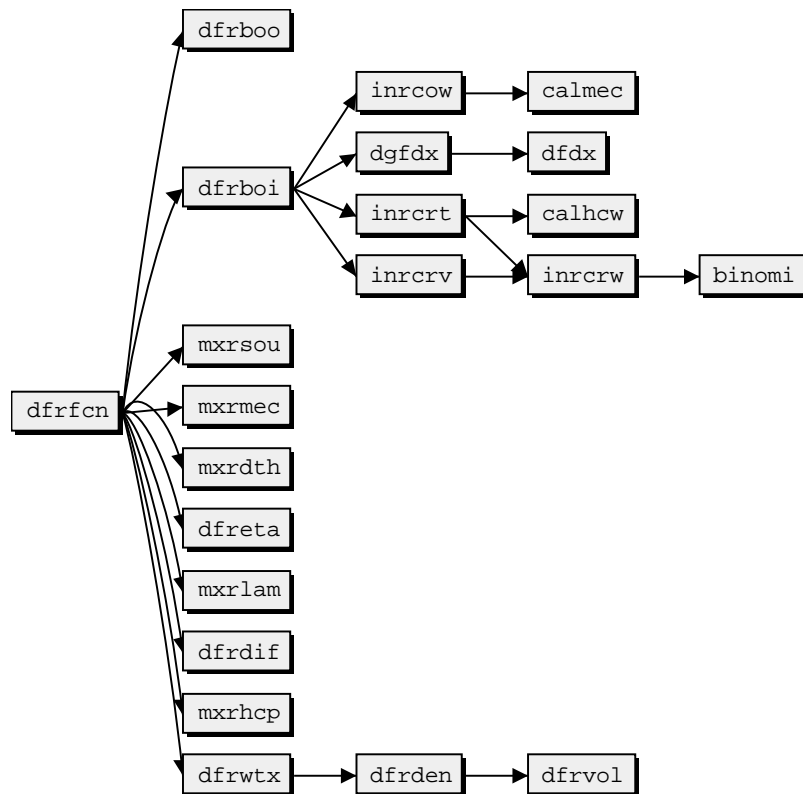 dfrboo
inrcow
calmec
dgfdx
dfdx
dfrboi
inrcrt
calhcw
inrcrv
inrcrw
binomi
mxrsou
dfrfcn
mxrmec
mxrdth
dfreta
mxrlam
dfrdif
mxrhcp
dfrwtx
dfrden
dfrvol